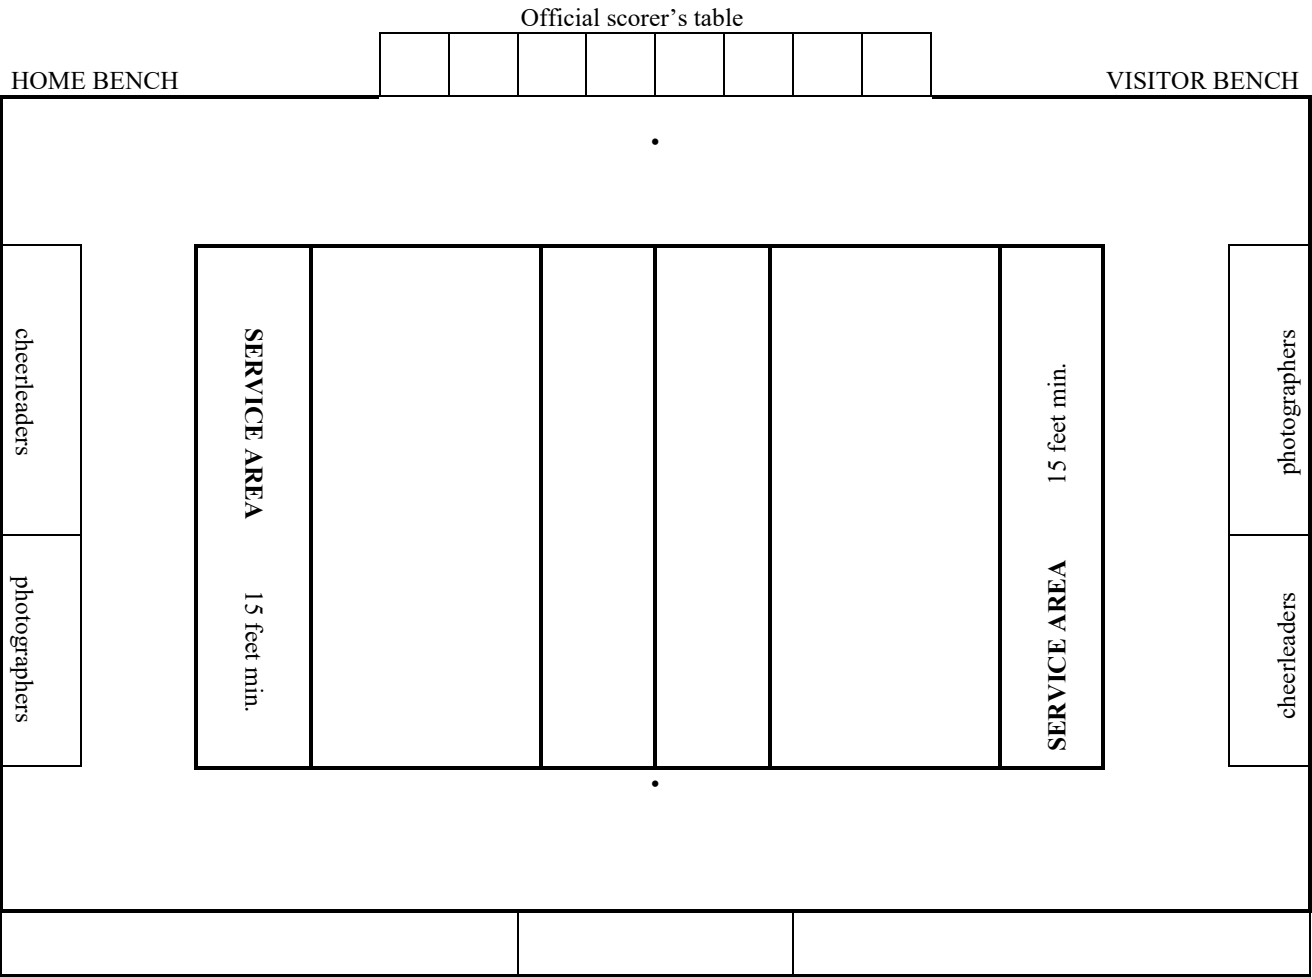 Official scorer’s table
HOME BENCH
VISITOR BENCH
cheerleaders
photographers
SERVICE AREA 15 feet min.
SERVICE AREA 15 feet min.
photographers
cheerleaders